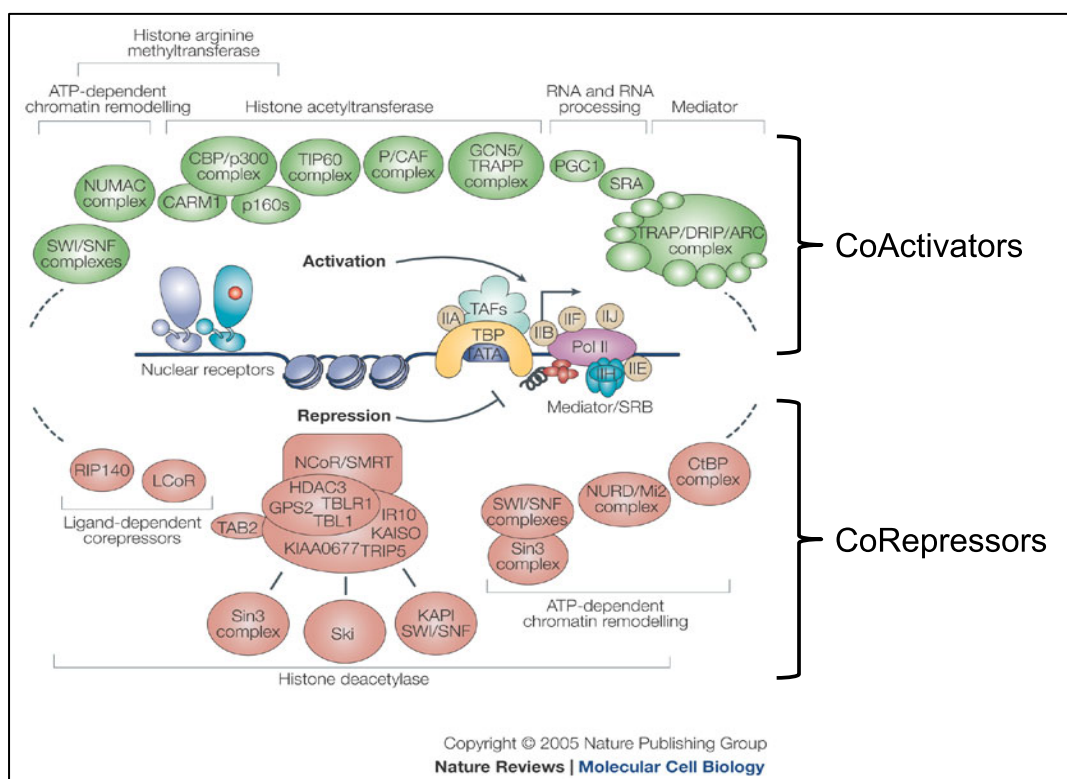 Histone arginine
methyltransferase
ATP-dependent
chromatin remodelling
Histone acetyltransferase
RNA and RNA
processing
Mediator
CBP/p300
complex
TIP60
complex
P/CAF
complex
GCN5/
TRAPP
complex
PGC1
SRA
NUMAC
complex
CARM1
p160s
SWI/SNF
complexes
TRAP/DRIP/ARC
complex
CoActivators
Activation
TAFs
IIA
TBP
TATA
IIB
IIF
IIJ
Pol II
IIH
IIE
Nuclear receptors
Mediator/SRB
Repression
RIP140
LCoR
Ligand-dependent
corepressors
NCoR/SMRT
HDAC3
GPS2
TBLR1
TBL1
IR10
KAISO
TAB2
KIAA0677
TRIP5
SWI/SNF
complexes
Sin3
complex
NURD/Mi2
complex
CtBP
complex
CoRepressors
ATP-dependent
chromatin remodelling
Sin3
complex
Ski
KAPI
SWI/SNF
Histone deacetylase
Copyright © 2005 Nature Publishing Group
Nature Reviews | Molecular Cell Biology